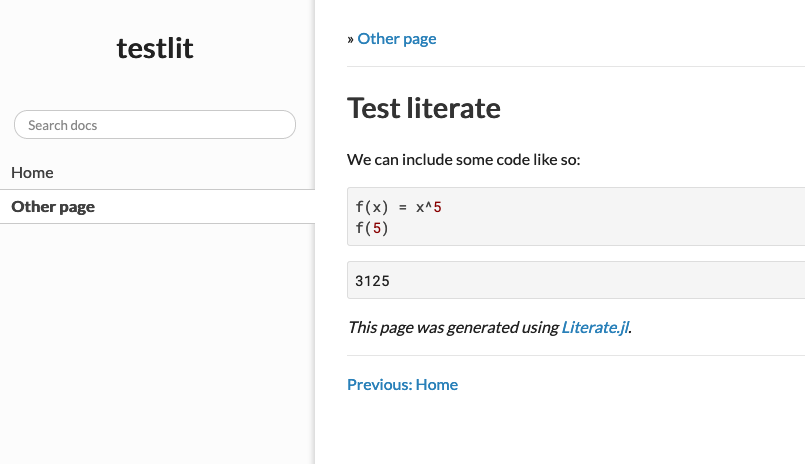 testlit
Search docs
Home
Other page
» Other page
Test literate
We can include some code like so:
f(x) = x^5
f(5)
3125
This page was generated using Literate.jl.
Previous: Home